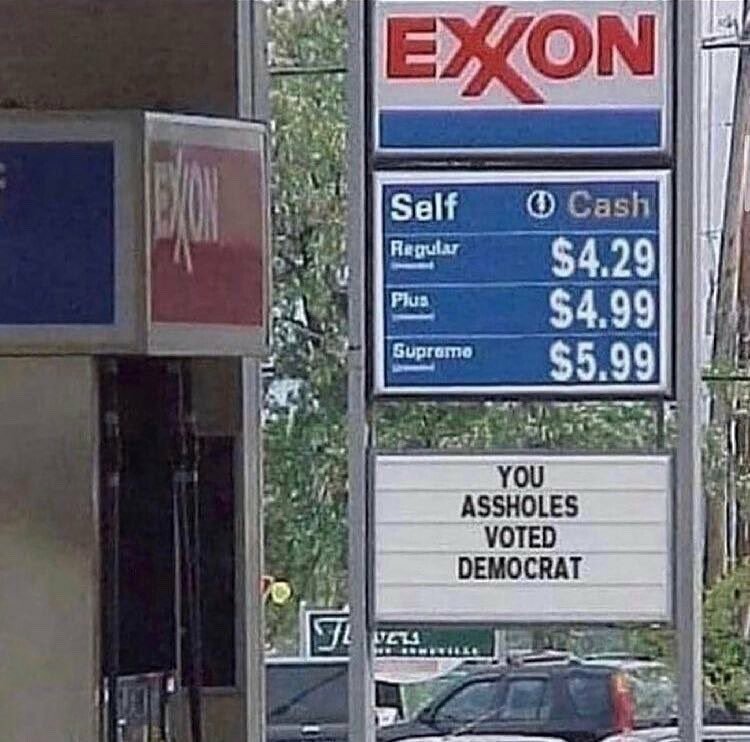 EXXON
EXXON
Self Cash
Regular $4.29
Plus $4.99
Supreme $5.99
YOU
ASSHOLES
VOTED
DEMOCRAT